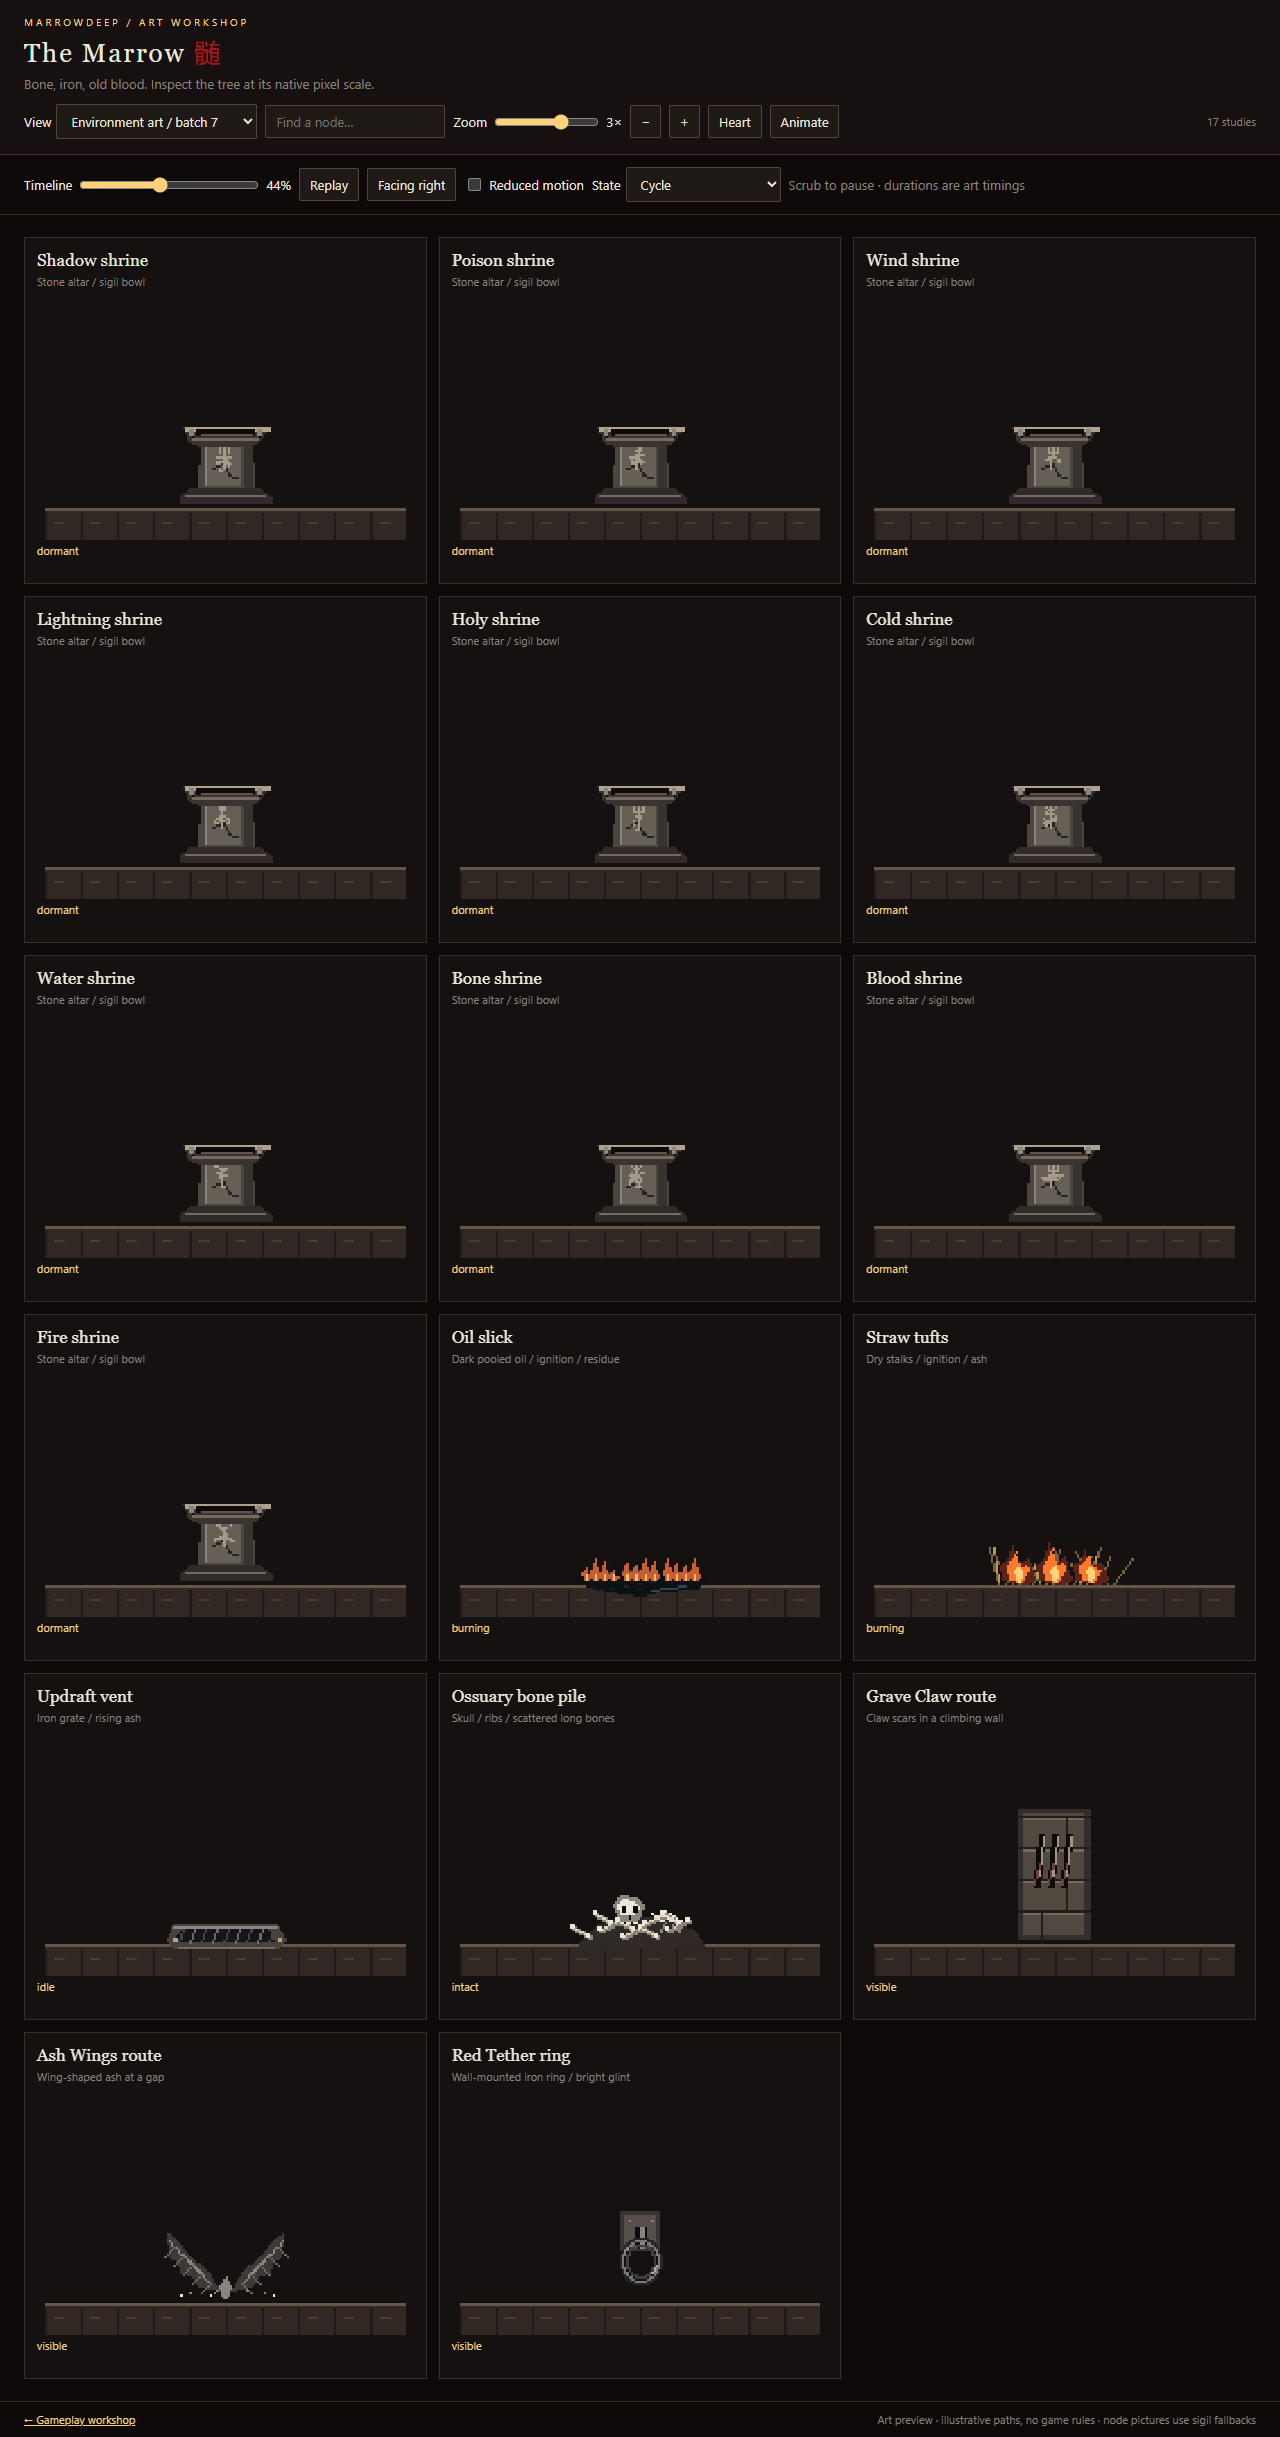 MARROWDEEP / ART WORKSHOP
The Marrow 髄
Bone, iron, old blood. Inspect the tree at its native pixel scale.
View Environment art / batch 7 Find a node... Zoom 3× − + Heart Animate 17 studies
Timeline 44% Replay Facing right Reduced motion State Cycle Scrub to pause · durations are art timings
Shadow shrine
Stone altar / sigil bowl
dormant
Poison shrine
Stone altar / sigil bowl
dormant
Wind shrine
Stone altar / sigil bowl
dormant
Lightning shrine
Stone altar / sigil bowl
dormant
Holy shrine
Stone altar / sigil bowl
dormant
Cold shrine
Stone altar / sigil bowl
dormant
Water shrine
Stone altar / sigil bowl
dormant
Bone shrine
Stone altar / sigil bowl
dormant
Blood shrine
Stone altar / sigil bowl
dormant
Fire shrine
Stone altar / sigil bowl
dormant
Oil slick
Dark pooled oil / ignition / residue
burning
Straw tufts
Dry stalks / ignition / ash
burning
Updraft vent
Iron grate / rising ash
idle
Ossuary bone pile
Skull / ribs / scattered long bones
intact
Grave Claw route
Claw scars in a climbing wall
visible
Ash Wings route
Wing-shaped ash at a gap
visible
Red Tether ring
Wall-mounted iron ring / bright glint
visible
← Gameplay workshop
Art preview · illustrative paths, no game rules · node pictures use sigil fallbacks